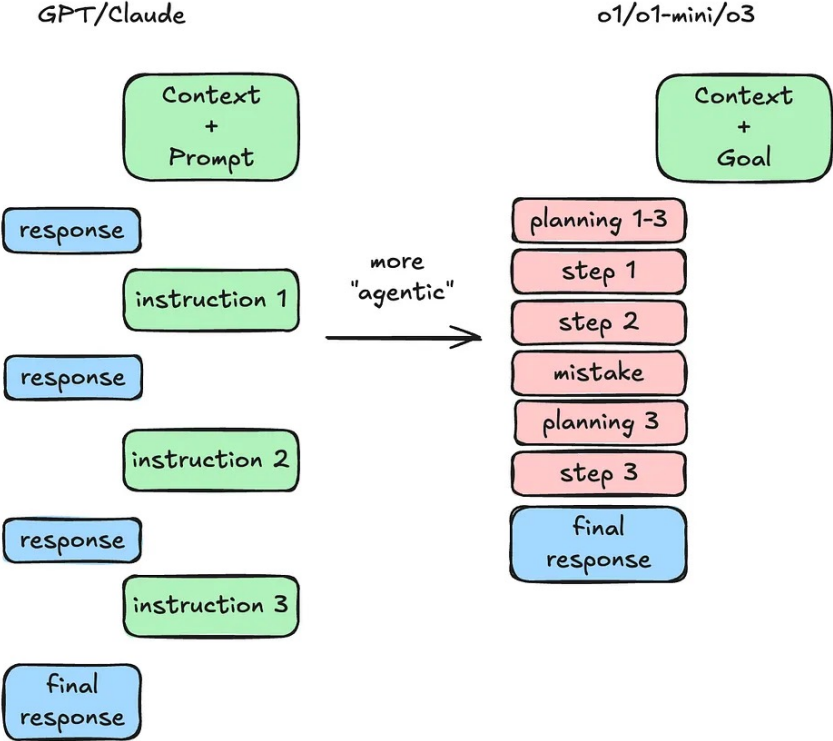 GPT/Claude
Context
+
Prompt
response
instruction 1
response
instruction 2
response
instruction 3
final
response
more
"agentic"
o1/o1-mini/o3
Context
+
Goal
planning 1-3
step 1
step 2
mistake
planning 3
step 3
final
response